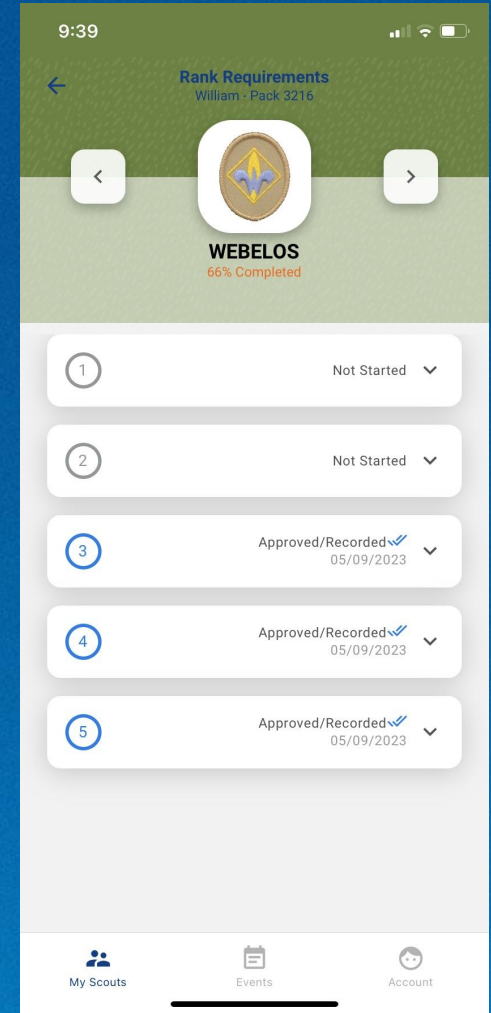 9:39
Rank Requirements
William - Pack 3216
WEBELOS
66% Completed
1 Not Started
2 Not Started
3 Approved/Recorded
05/09/2023
4 Approved/Recorded
05/09/2023
5 Approved/Recorded
05/09/2023
My Scouts Events Account